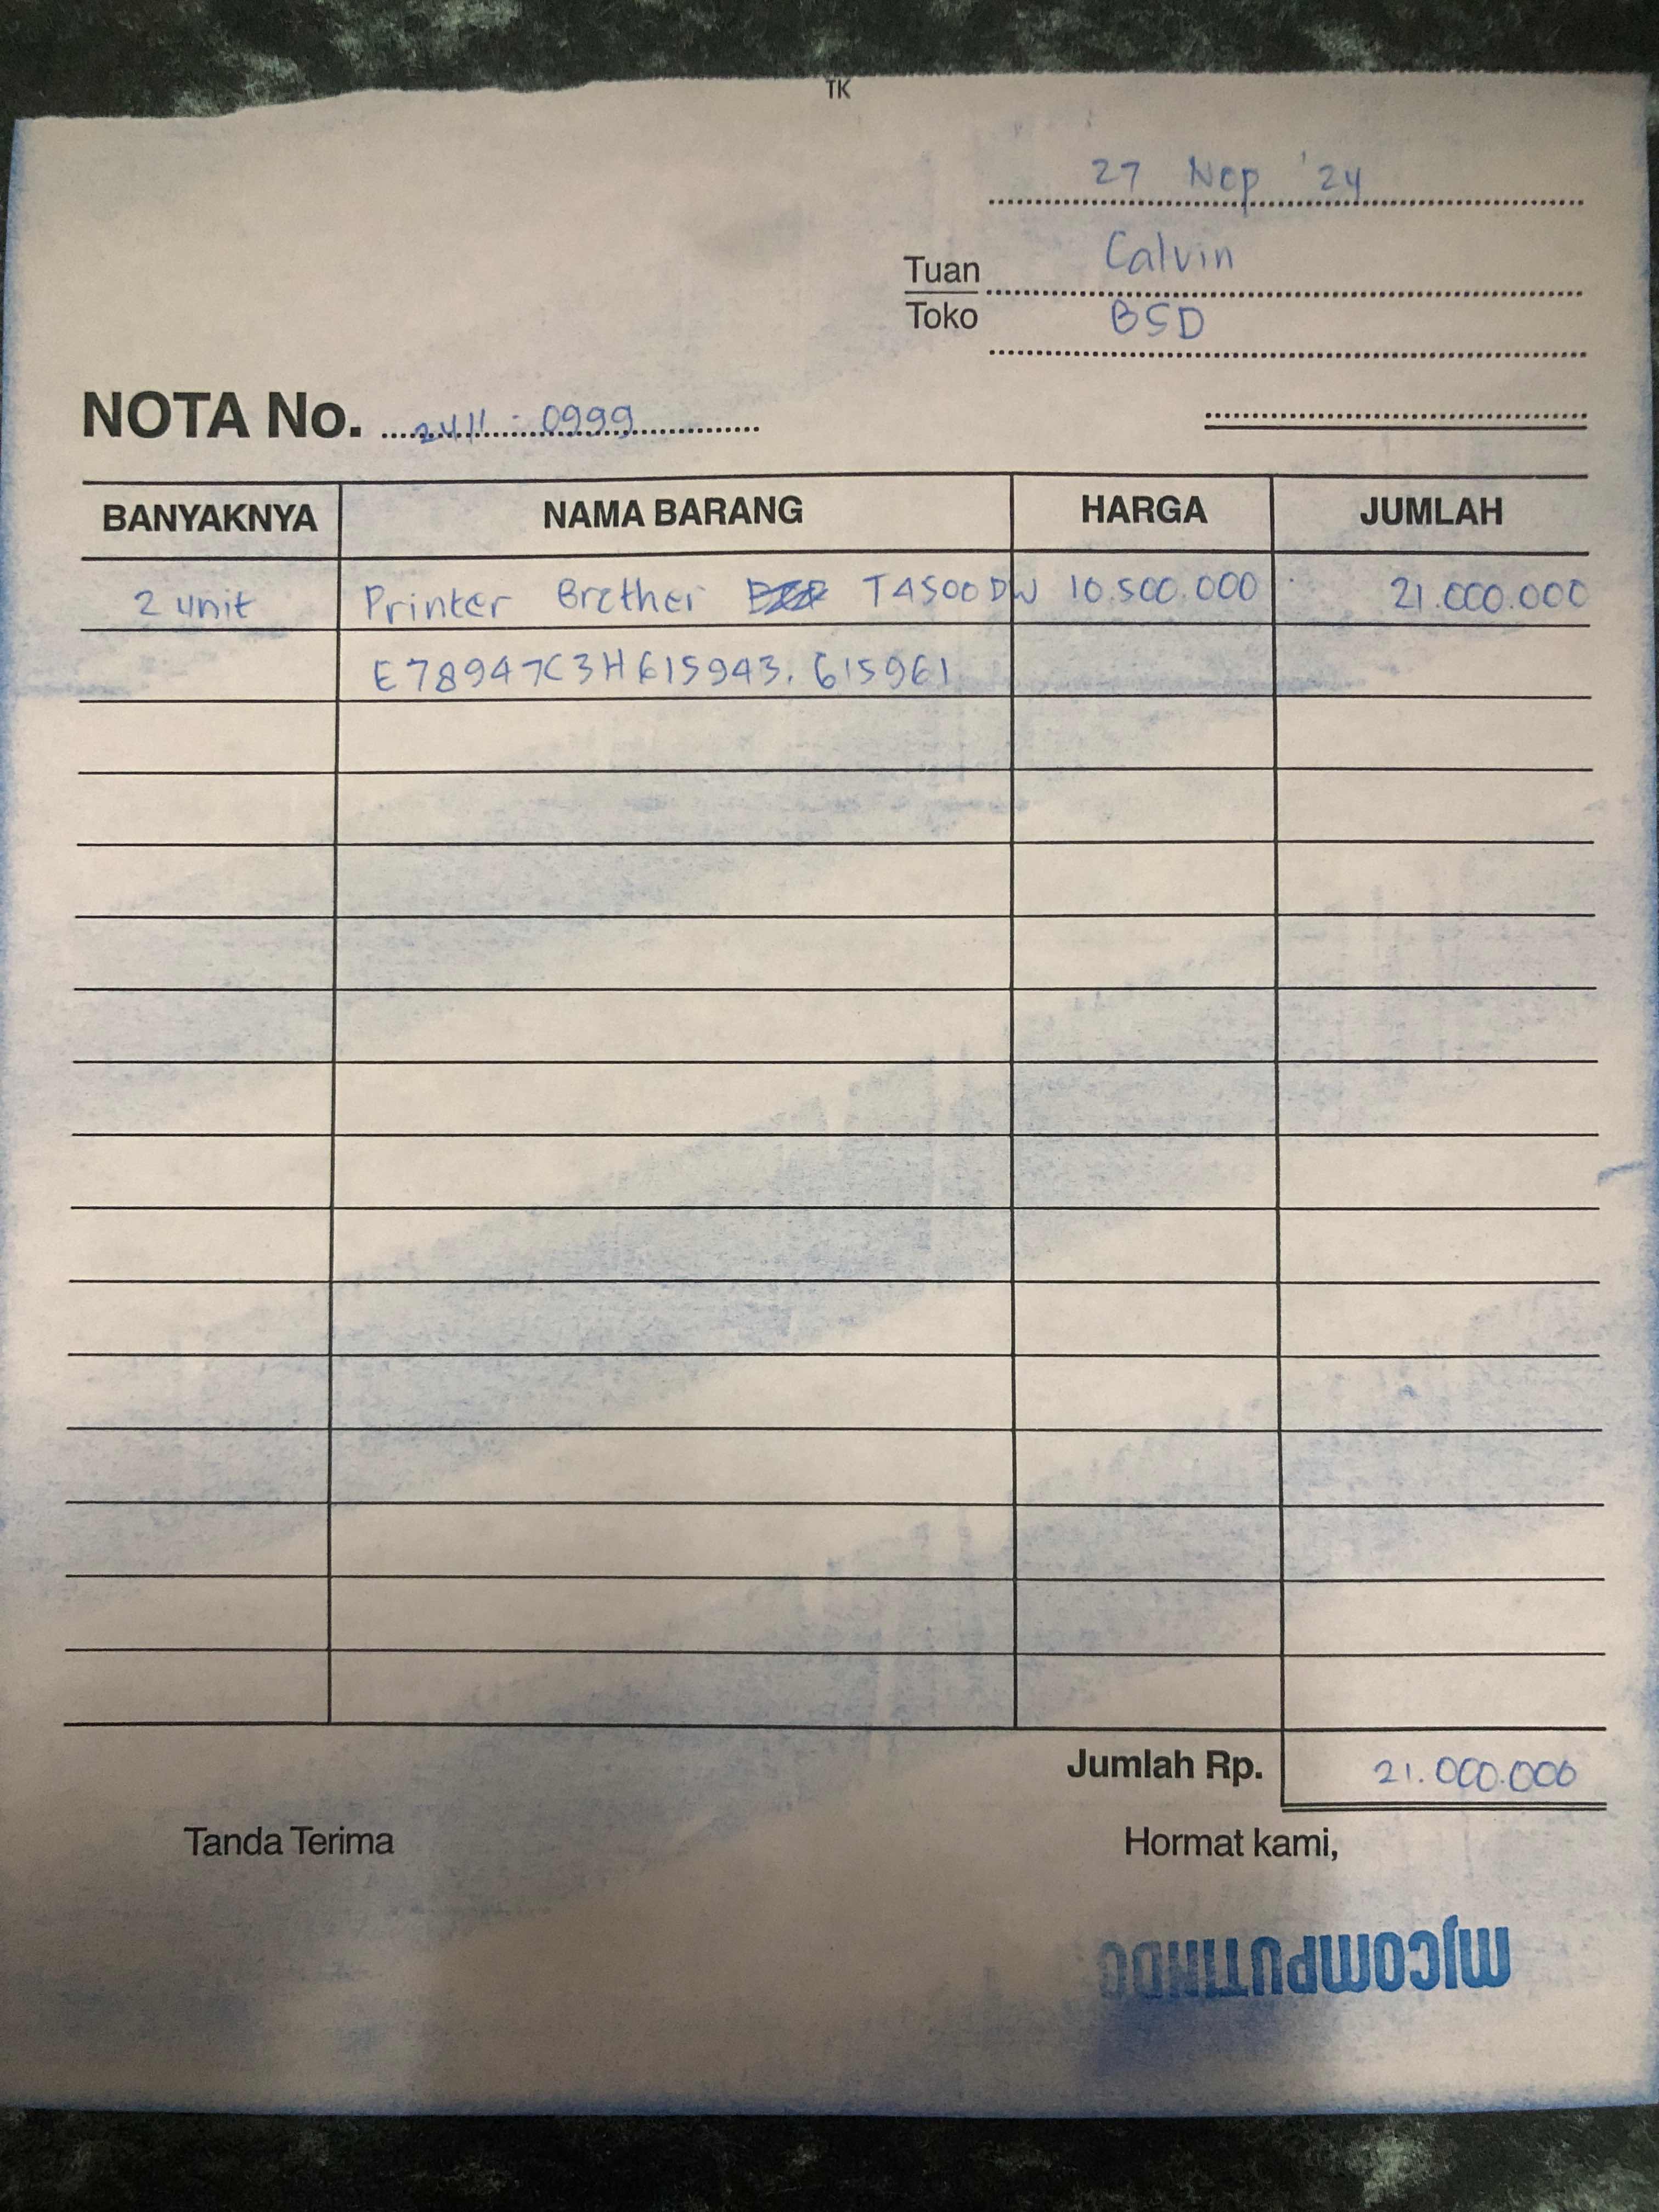 TK
27 Nop '24
Tuan Calvin
Toko BSD
NOTA No. 2411 - 0999
BANYAKNYA NAMA BARANG HARGA JUMLAH
2 unit Printer Brother T4500DW 10.500.000 21.000.000
E78947C3H615943. 615961
Jumlah Rp. 21.000.000
Tanda Terima Hormat kami,
mjCOMPUTINDO